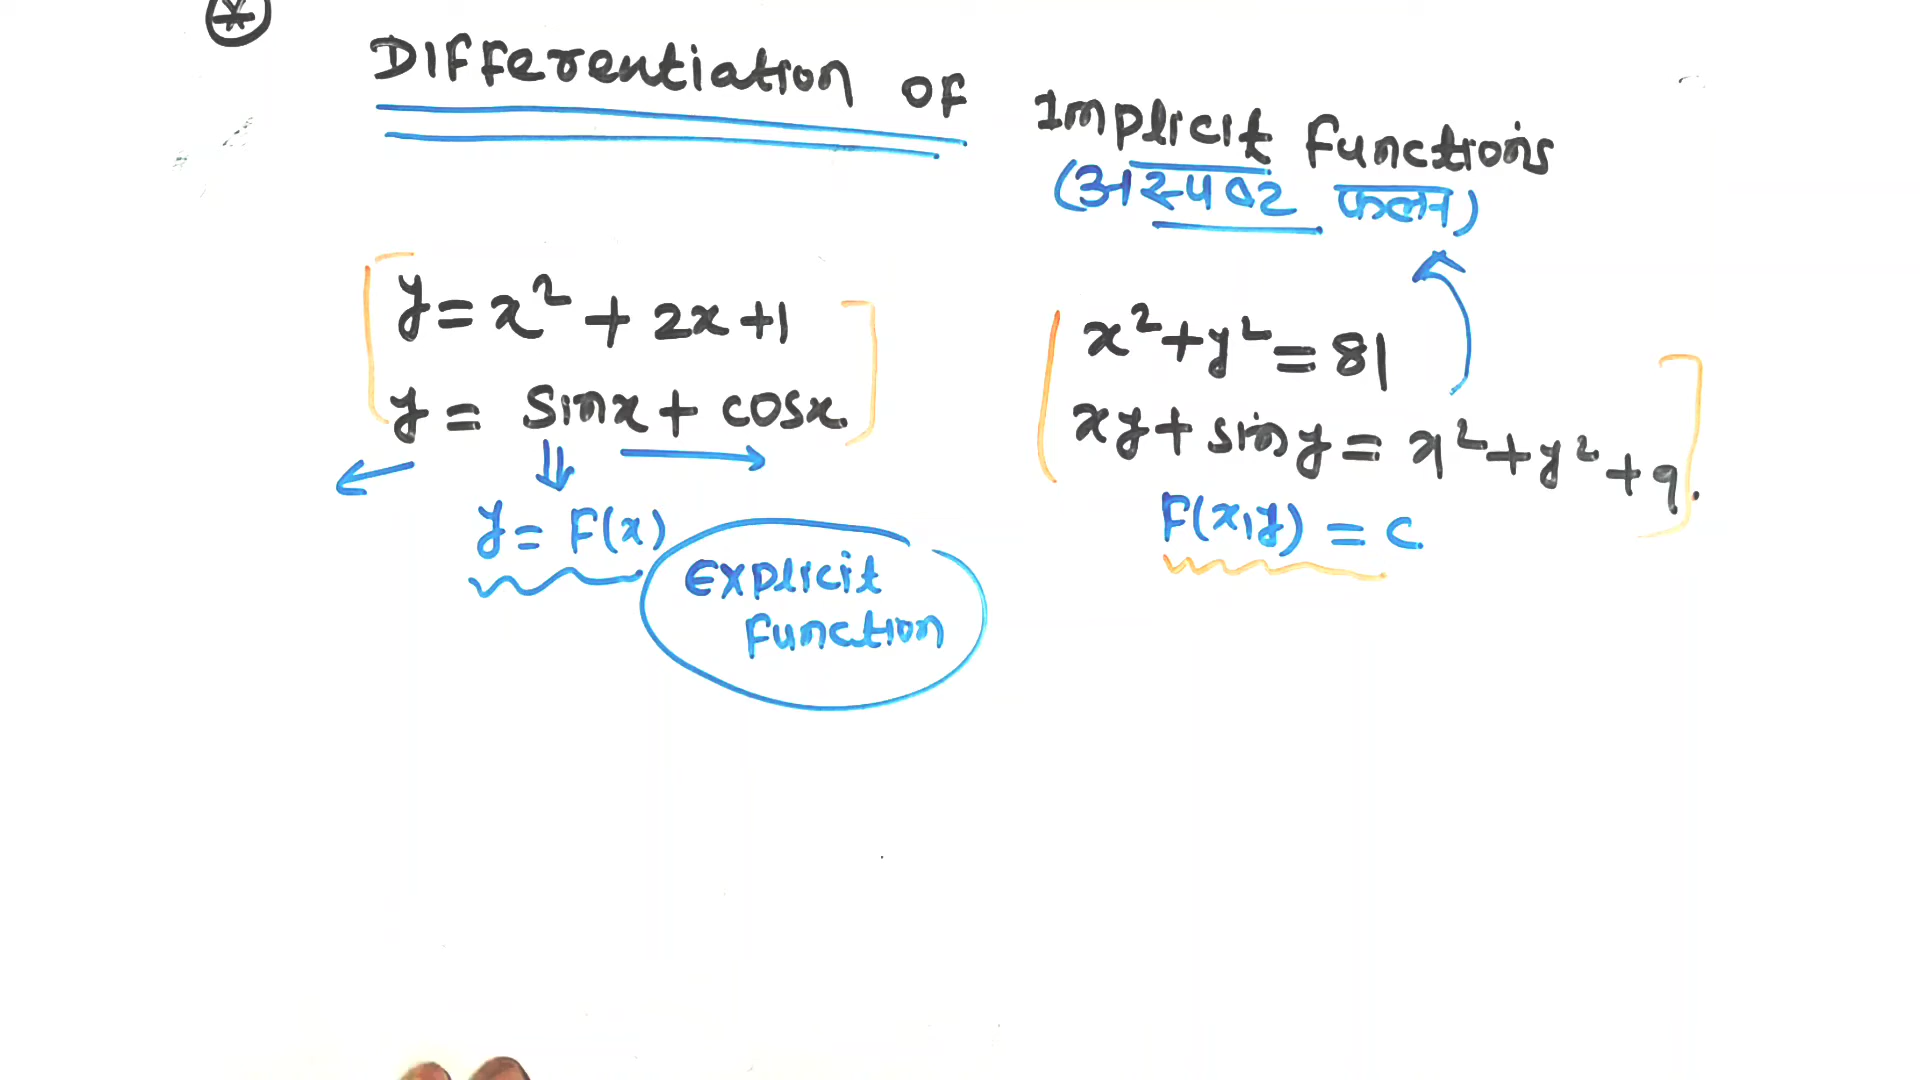 Differentiation of Implicit Functions
(अस्पष्ट फलन)
y = x² + 2x + 1
y = sinx + cosx.
y = F(x)
Explicit
Function
x² + y² = 81
xy + sin y = x² + y² + 9.
F(x,y) = c.